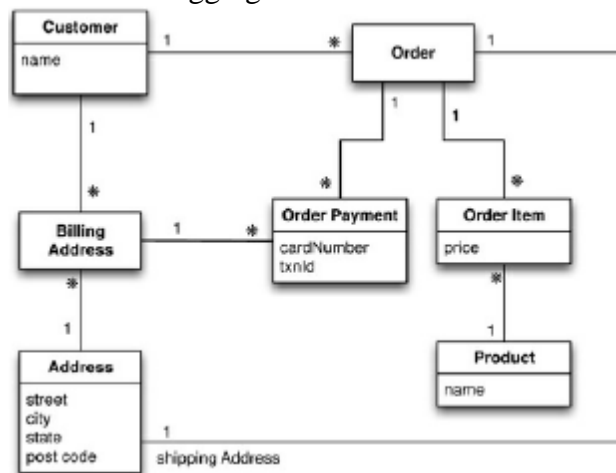 Customer
name
1
*
Order
1
1
*
1
*
1
*
Billing
Address
1
*
Order Payment
cardNumber
txnId
Order Item
price
*
1
*
1
Product
name
Address
street
city
state
post code
1
shipping Address